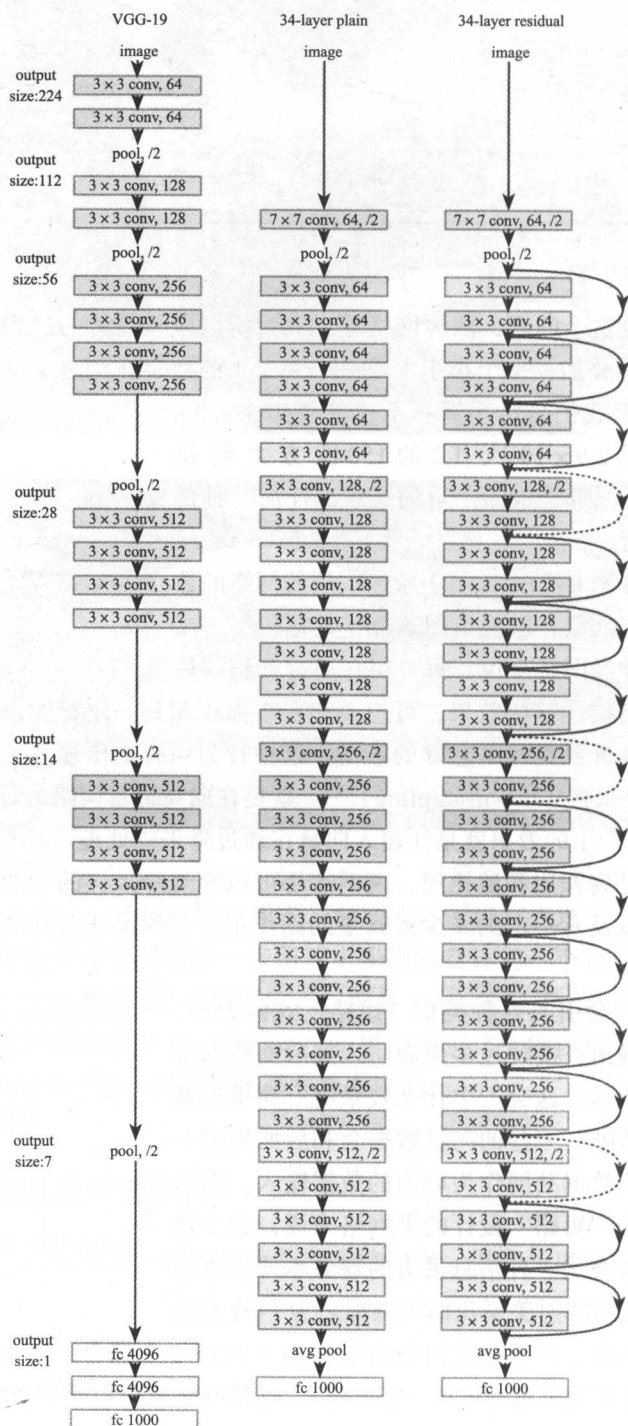 VGG-19
image
output
size:224
3 × 3 conv, 64
3 × 3 conv, 64
pool, /2
output
size:112
3 × 3 conv, 128
3 × 3 conv, 128
pool, /2
output
size:56
3 × 3 conv, 256
3 × 3 conv, 256
3 × 3 conv, 256
3 × 3 conv, 256
pool, /2
output
size:28
3 × 3 conv, 512
3 × 3 conv, 512
3 × 3 conv, 512
3 × 3 conv, 512
pool, /2
output
size:14
3 × 3 conv, 512
3 × 3 conv, 512
3 × 3 conv, 512
3 × 3 conv, 512
output
size:7
pool, /2
output
size:1
fc 4096
fc 4096
fc 1000
34-layer plain
image
7 × 7 conv, 64, /2
pool, /2
3 × 3 conv, 64
3 × 3 conv, 64
3 × 3 conv, 64
3 × 3 conv, 64
3 × 3 conv, 64
3 × 3 conv, 64
3 × 3 conv, 128, /2
3 × 3 conv, 128
3 × 3 conv, 128
3 × 3 conv, 128
3 × 3 conv, 128
3 × 3 conv, 128
3 × 3 conv, 128
3 × 3 conv, 128
3 × 3 conv, 256, /2
3 × 3 conv, 256
3 × 3 conv, 256
3 × 3 conv, 256
3 × 3 conv, 256
3 × 3 conv, 256
3 × 3 conv, 256
3 × 3 conv, 256
3 × 3 conv, 256
3 × 3 conv, 256
3 × 3 conv, 256
3 × 3 conv, 256
3 × 3 conv, 512, /2
3 × 3 conv, 512
3 × 3 conv, 512
3 × 3 conv, 512
3 × 3 conv, 512
3 × 3 conv, 512
avg pool
fc 1000
34-layer residual
image
7 × 7 conv, 64, /2
pool, /2
3 × 3 conv, 64
3 × 3 conv, 64
3 × 3 conv, 64
3 × 3 conv, 64
3 × 3 conv, 64
3 × 3 conv, 64
3 × 3 conv, 128, /2
3 × 3 conv, 128
3 × 3 conv, 128
3 × 3 conv, 128
3 × 3 conv, 128
3 × 3 conv, 128
3 × 3 conv, 128
3 × 3 conv, 128
3 × 3 conv, 256, /2
3 × 3 conv, 256
3 × 3 conv, 256
3 × 3 conv, 256
3 × 3 conv, 256
3 × 3 conv, 256
3 × 3 conv, 256
3 × 3 conv, 256
3 × 3 conv, 256
3 × 3 conv, 256
3 × 3 conv, 256
3 × 3 conv, 256
3 × 3 conv, 512, /2
3 × 3 conv, 512
3 × 3 conv, 512
3 × 3 conv, 512
3 × 3 conv, 512
3 × 3 conv, 512
avg pool
fc 1000